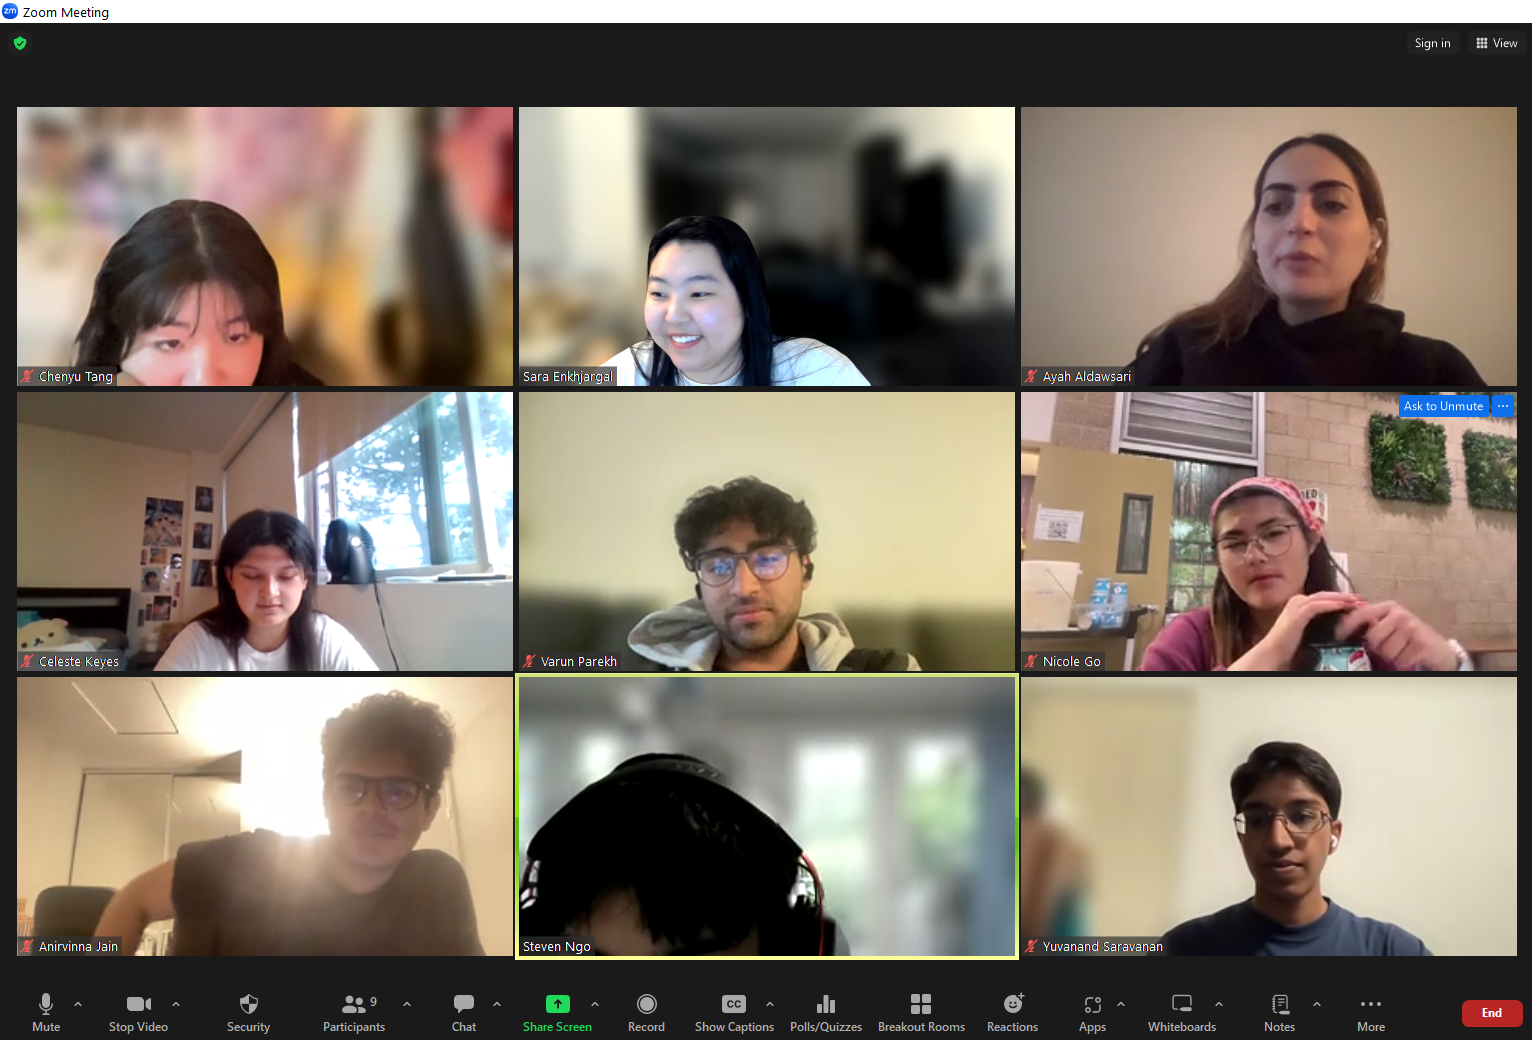 zm Zoom Meeting
Sign in
View
Chenyu Tang
Sara Enkhjargal
Ayah Aldawsari
Ask to Unmute ...
Celeste Keyes
Varun Parekh
Nicole Go
Anirvinna Jain
Steven Ngo
Yuvanand Saravanan
9
CC
Mute
Stop Video
Security
Participants
Chat
Share Screen
Record
Show Captions
Polls/Quizzes
Breakout Rooms
Reactions
Apps
Whiteboards
Notes
More
End